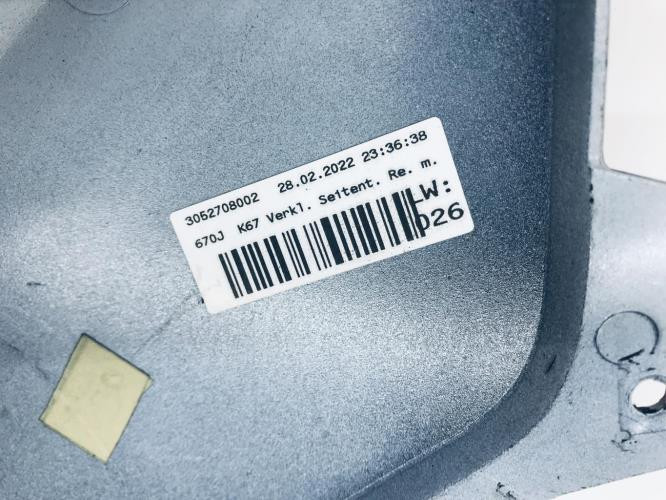 3052708002 28.02.2022 23:36:38
670J K67 Verkl. Seitent. Re. m.
LW:
026